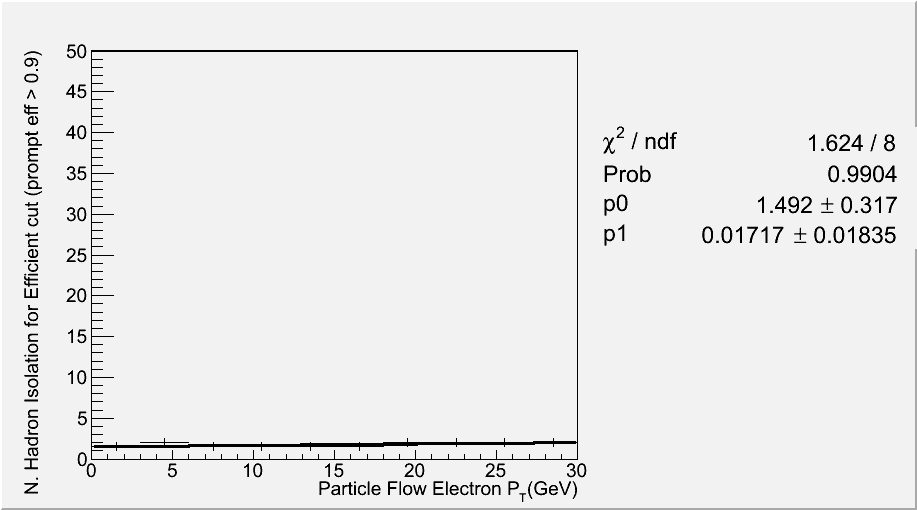 N. Hadron Isolation for Efficient cut (prompt eff > 0.9)
50
45
40
35
30
25
20
15
10
5
0
0 5 10 15 20 25 30
Particle Flow Electron P_T(GeV)
χ² / ndf 1.624 / 8
Prob 0.9904
p0 1.492 ± 0.317
p1 0.01717 ± 0.01835